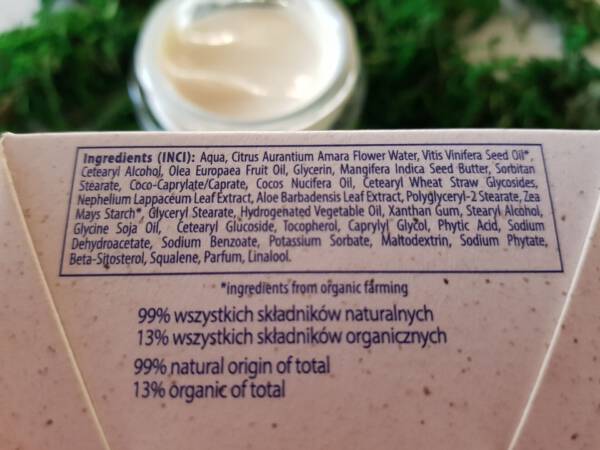 Ingredients (INCI): Aqua, Citrus Aurantium Amara Flower Water, Vitis Vinifera Seed Oil*,
Cetearyl Alcohol, Olea Europaea Fruit Oil, Glycerin, Mangifera Indica Seed Butter, Sorbitan
Stearate, Coco-Caprylate/Caprate, Cocos Nucifera Oil, Cetearyl Wheat Straw Glycosides,
Nephelium Lappaceum Leaf Extract, Aloe Barbadensis Leaf Extract, Polyglyceryl-2 Stearate, Zea
Mays Starch*, Glyceryl Stearate, Hydrogenated Vegetable Oil, Xanthan Gum, Stearyl Alcohol,
Glycine Soja Oil, Cetearyl Glucoside, Tocopherol, Caprylyl Glycol, Phytic Acid, Sodium
Dehydroacetate, Sodium Benzoate, Potassium Sorbate, Maltodextrin, Sodium Phytate,
Beta-Sitosterol, Squalene, Parfum, Linalool.
*ingredients from organic farming
99% wszystkich składników naturalnych
13% wszystkich składników organicznych
99% natural origin of total
13% organic of total